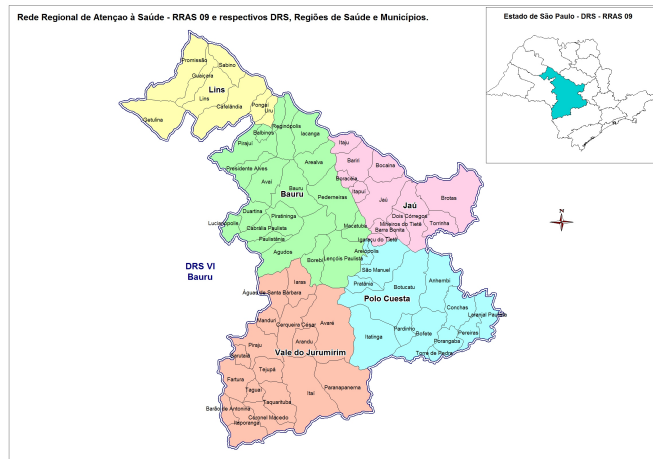 Rede Regional de Atençao à Saúde - RRAS 09 e respectivos DRS, Regiões de Saúde e Municípios.
Estado de São Paulo - DRS - RRAS 09
Promissão
Sabino
Guaiçara
Lins
Lins
Cafelândia
Pongaí
Uru
Getulina
Reginópolis
Balbinos
Iacanga
Pirajuí
Itaju
Bariri
Bocaina
Arealva
Presidente Alves
Boracéia
Avaí
Itapuí
Bauru
Bauru
Pederneiras
Jaú
Jaú
Brotas
Duartina
Dois Córregos
Lucianópolis
Piratininga
Mineiros do Tietê
Torrinha
Cabrália Paulista
Macatuba
Barra Bonita
Paulistânia
Igaraçu do Tietê
Agudos
Areiópolis
Borebi
Lençóis Paulista
São Manuel
DRS VI
Bauru
Iaras
Pratânia
Botucatu
Anhembi
Águas de Santa Bárbara
Polo Cuesta
Conchas
Laranjal Paulista
Manduri
Cerqueira César
Avaré
Pardinho
Bofete
Pereiras
Itatinga
Porangaba
Arandu
Piraju
Torre de Pedra
Vale do Jurumirim
Sarutaiá
Tejupá
Fartura
Taguaí
Itaí
Paranapanema
Taquarituba
Barão de Antonina
Coronel Macedo
Itaporanga
N